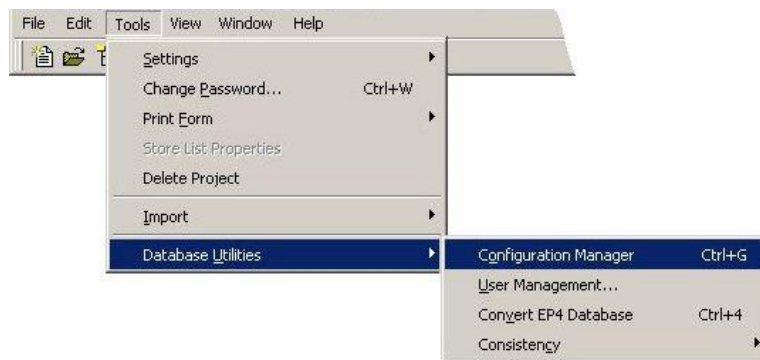 File Edit Tools View Window Help
Settings
Change Password... Ctrl+W
Print Form
Store List Properties
Delete Project
Import
Database Utilities
Configuration Manager Ctrl+G
User Management...
Convert EP4 Database Ctrl+4
Consistency